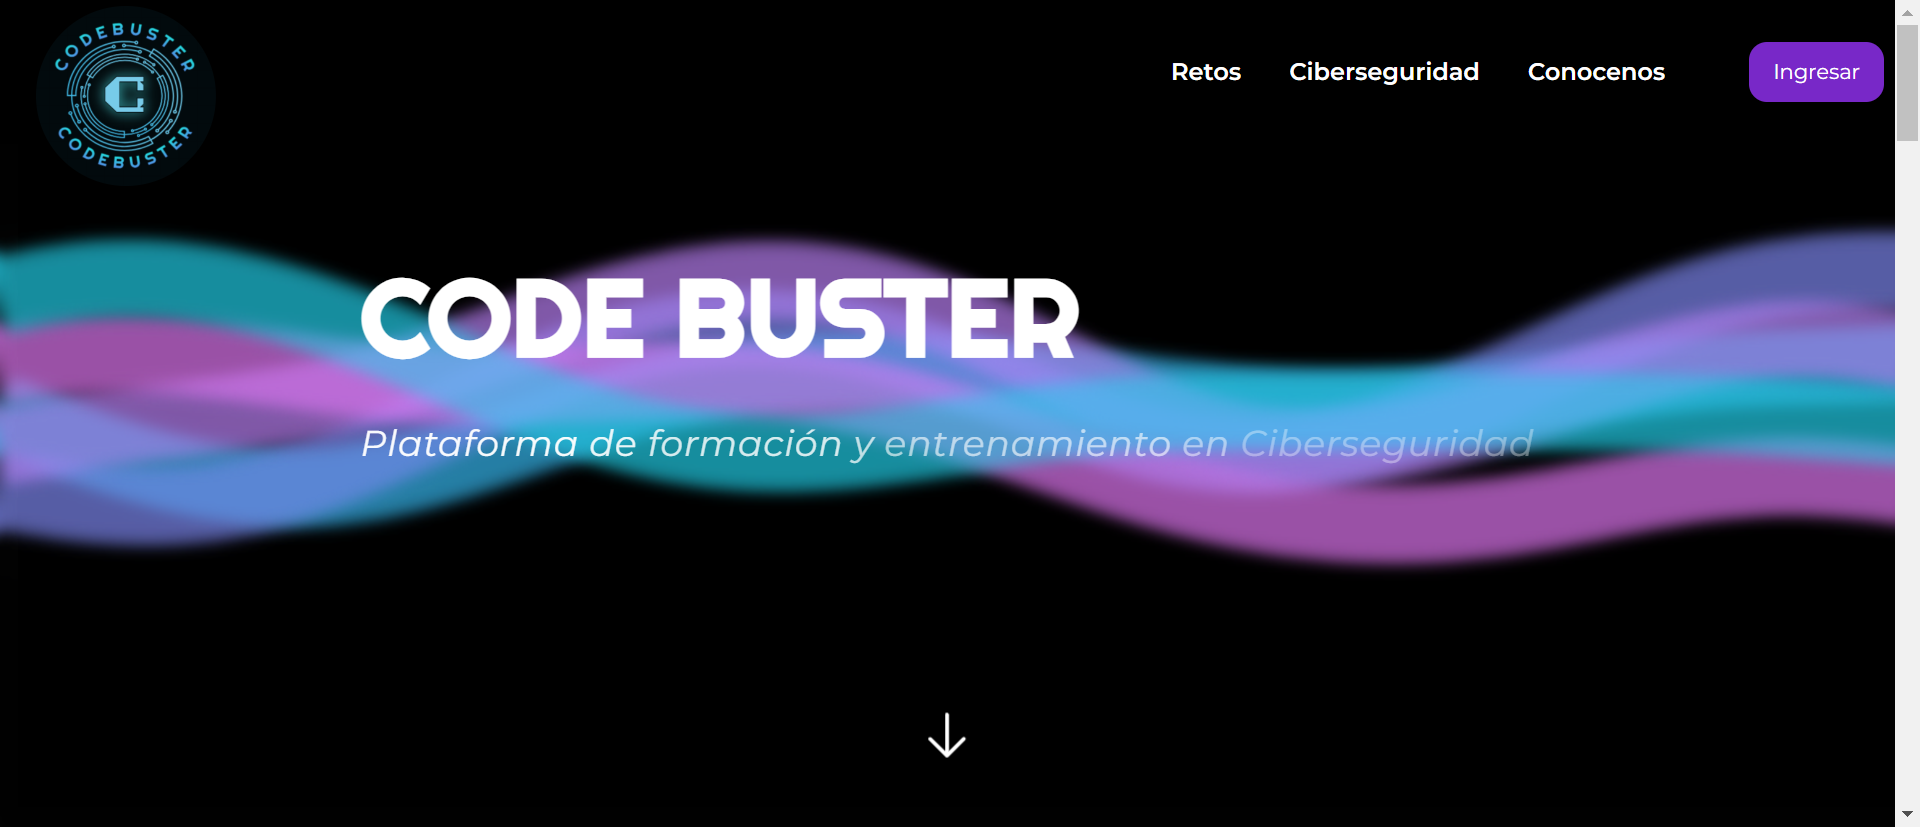 CODEBUSTER
C
CODEBUSTER
Retos Ciberseguridad Conocenos Ingresar
CODE BUSTER
Plataforma de formación y entrenamiento en Ciberseguridad